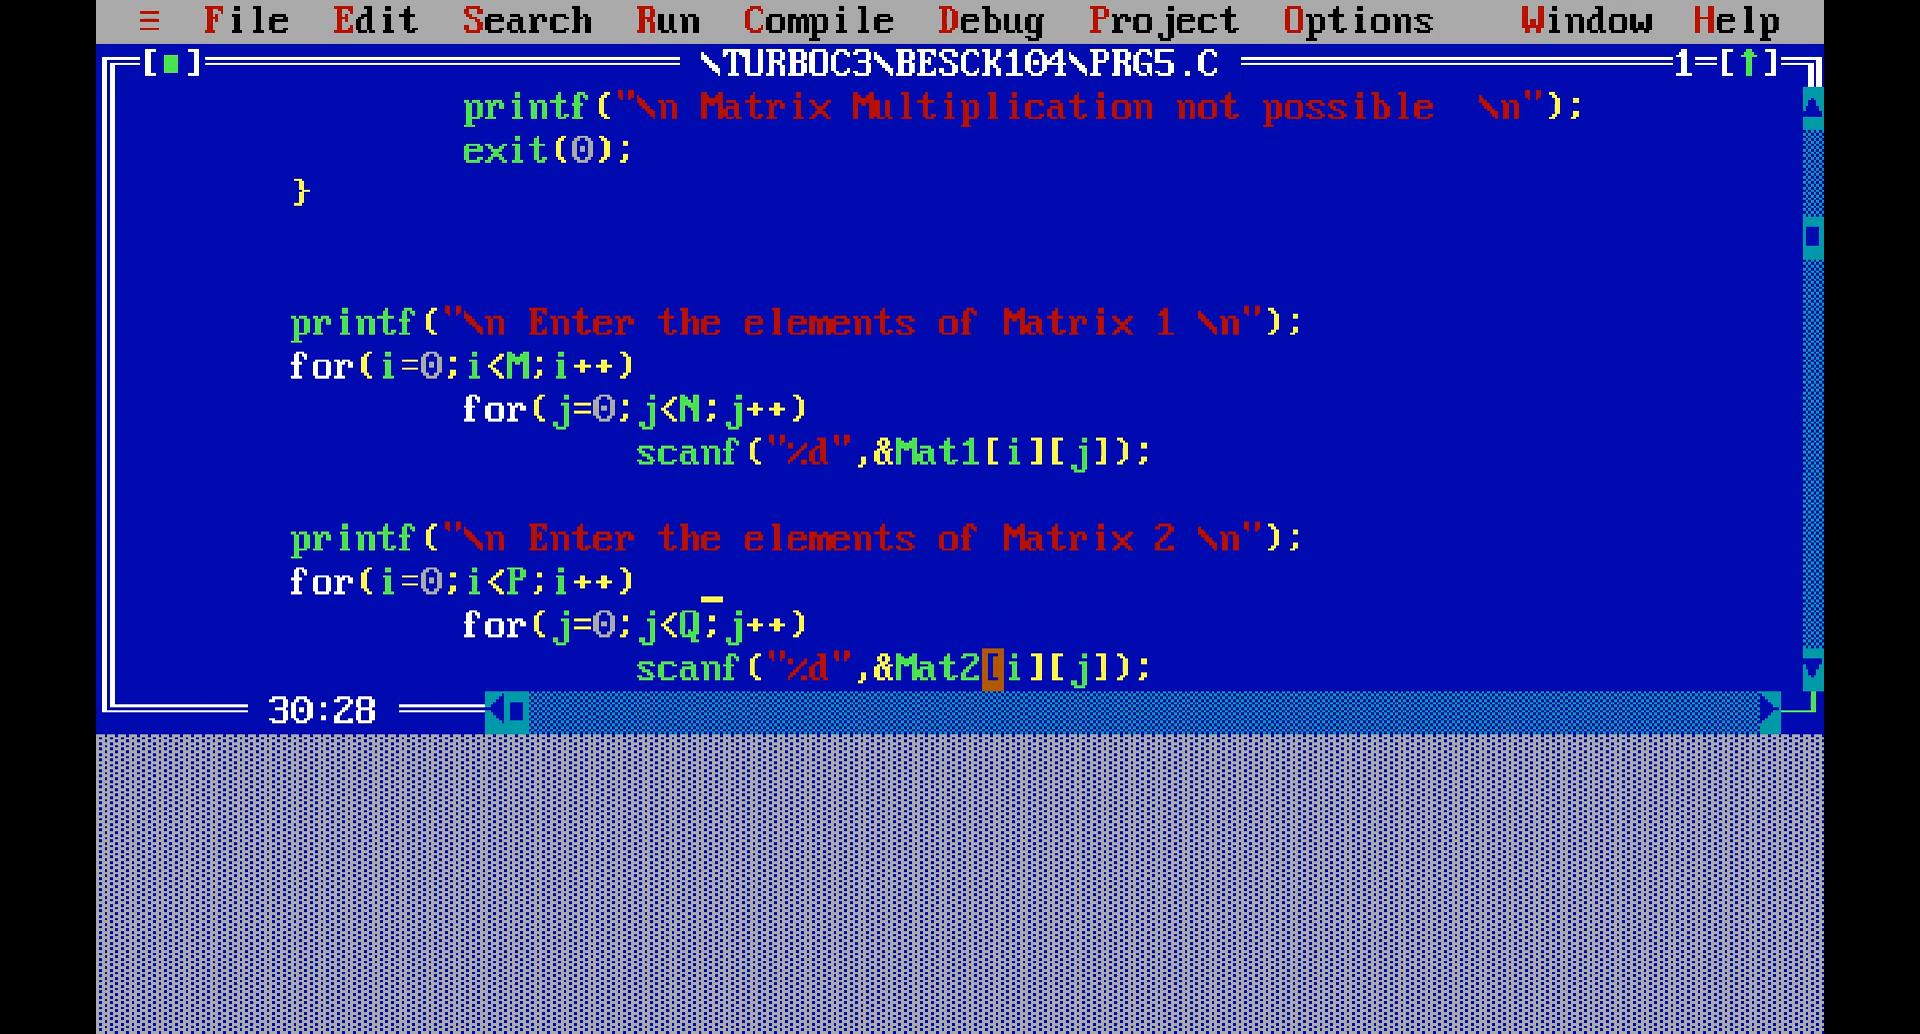 ≡ File Edit Search Run Compile Debug Project Options Window Help
[■] \TURBOC3\BESCK104\PRG5.C 1=[↑]
printf("\n Matrix Multiplication not possible  \n");
exit(0);
}
printf("\n Enter the elements of Matrix 1 \n");
for(i=0;i<M;i++)
for(j=0;j<N;j++)
scanf("%d",&Mat1[i][j]);
printf("\n Enter the elements of Matrix 2 \n");
for(i=0;i<P;i++)
for(j=0;j<Q;j++)
scanf("%d",&Mat2[i][j]);
30:28